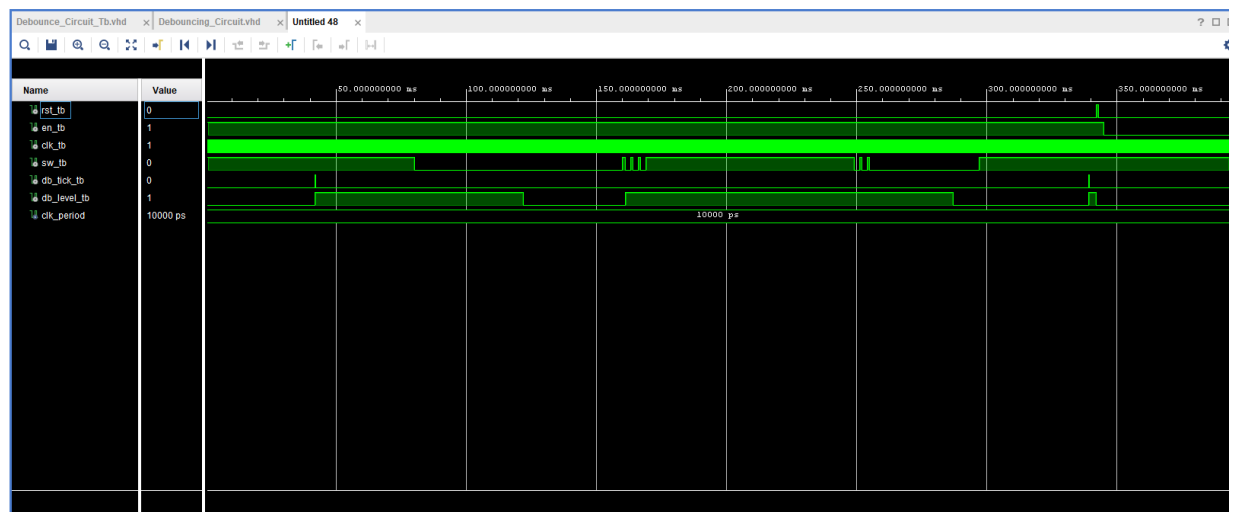 Debounce_Circuit_Tb.vhd × Debouncing_Circuit.vhd × Untitled 48 × ?
Name Value
50.000000000 ms 100.000000000 ms 150.000000000 ms 200.000000000 ms 250.000000000 ms 300.000000000 ms 350.000000000 ms
rst_tb 0
en_tb 1
clk_tb 1
sw_tb 0
db_tick_tb 0
db_level_tb 1
clk_period 10000 ps 10000 ps